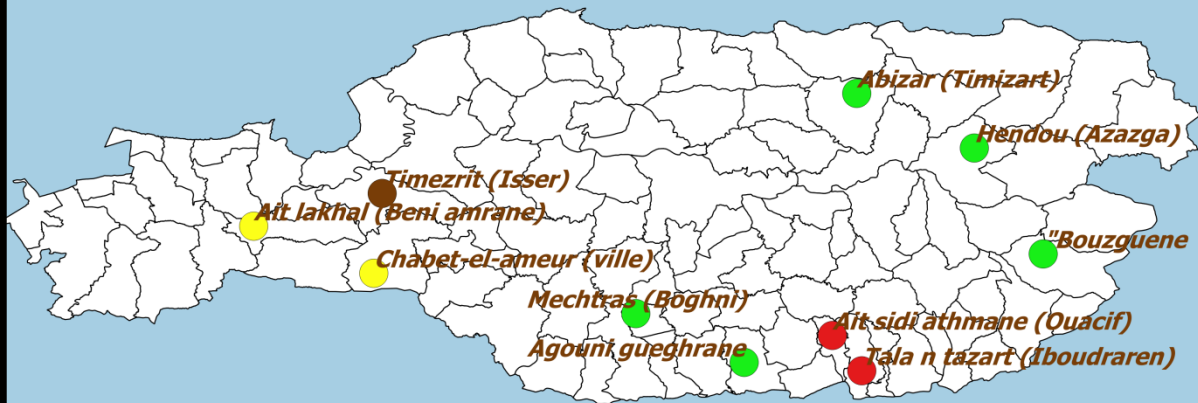 Abizar (Timizart)
Hendou (Azazga)
Timezrit (Isser)
Ait lakhal (Beni amrane)
"Bouzguene
Chabet-el-ameur (ville)
Mechtras (Boghni)
Ait sidi athmane (Ouacif)
Agouni gueghrane
Tala n tazart (Iboudraren)